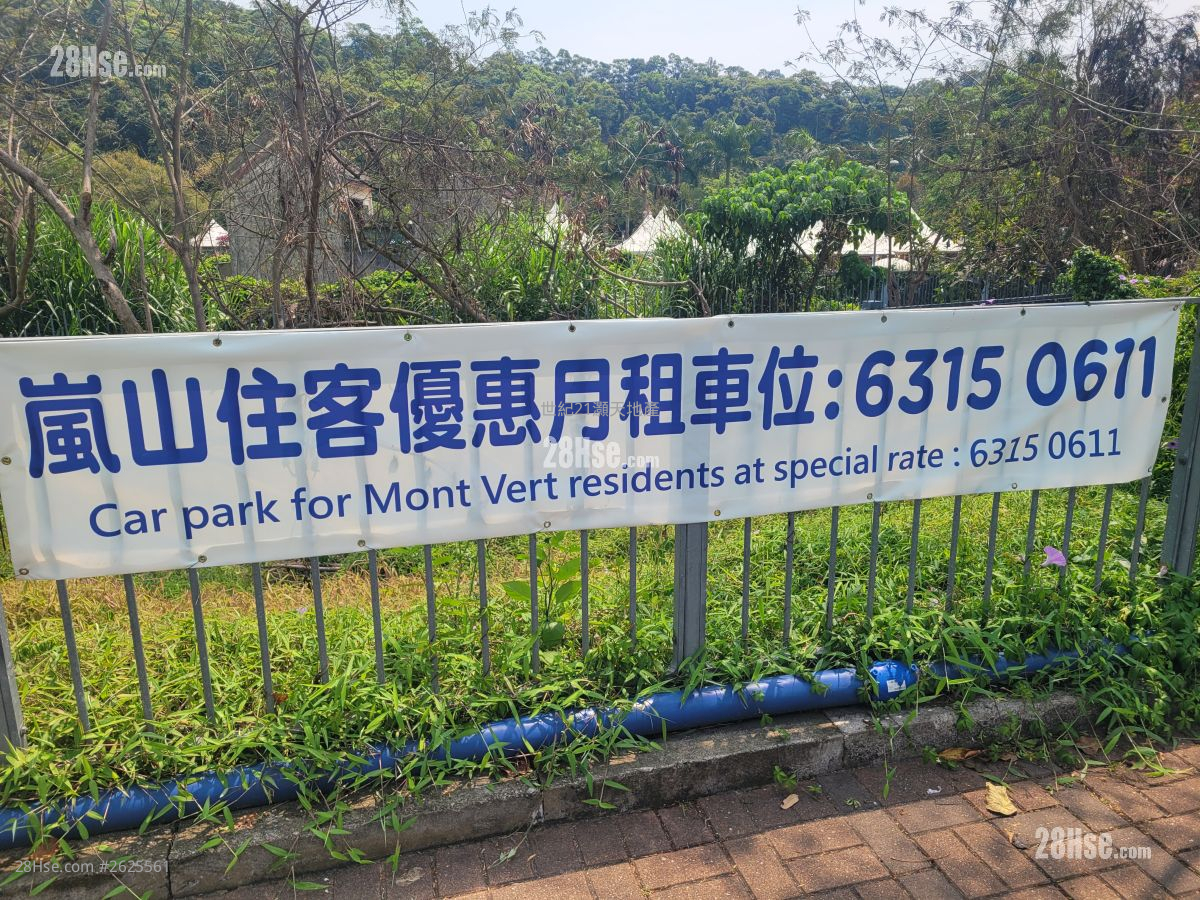 28Hse.com
嵐山住客優惠月租車位:6315 0611
世紀21灝天地產
28Hse.com
Car park for Mont Vert residents at special rate : 6315 0611
28Hse.com
28Hse.com #2625561